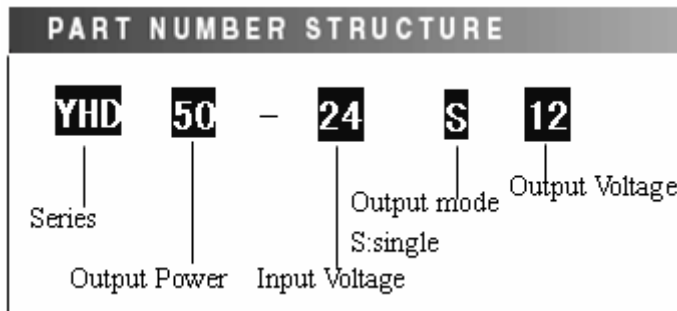 PART NUMBER STRUCTURE
YHD 50 - 24 S 12
Series
Output Power
Input Voltage
Output mode
S:single
Output Voltage